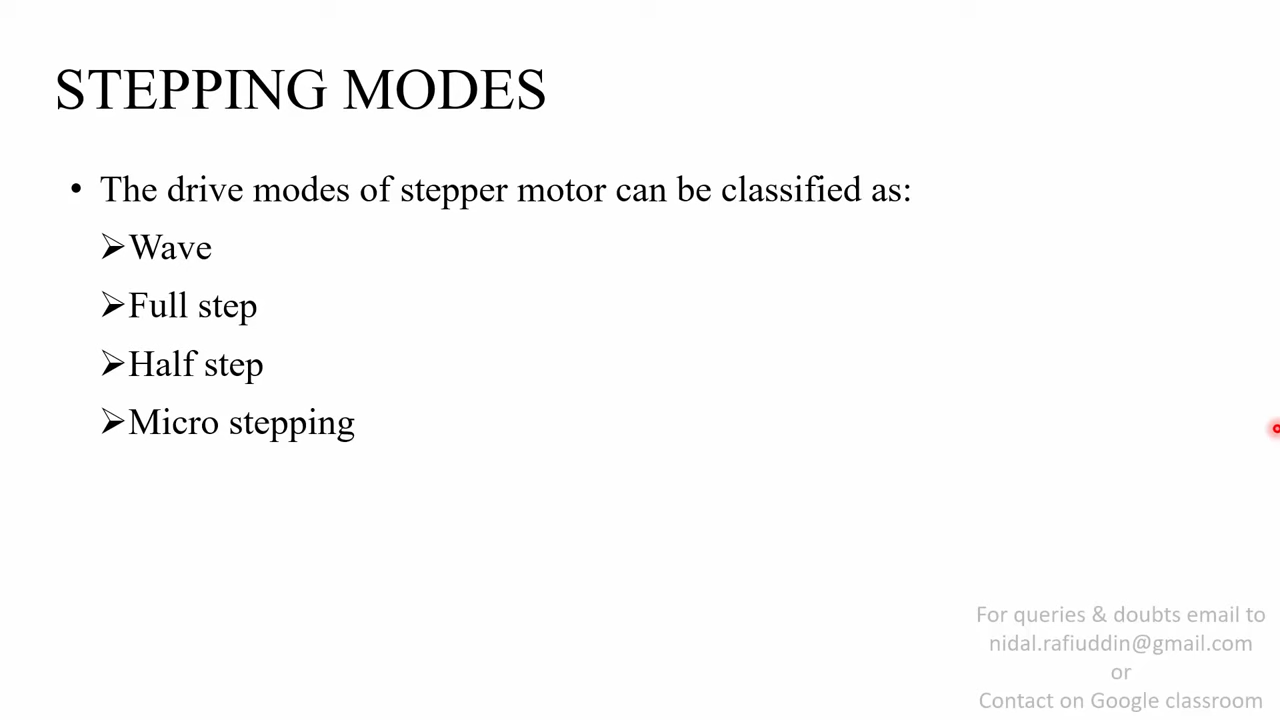 STEPPING MODES
• The drive modes of stepper motor can be classified as:
➢Wave
➢Full step
➢Half step
➢Micro stepping
For queries & doubts email to
nidal.rafiuddin@gmail.com
or
Contact on Google classroom